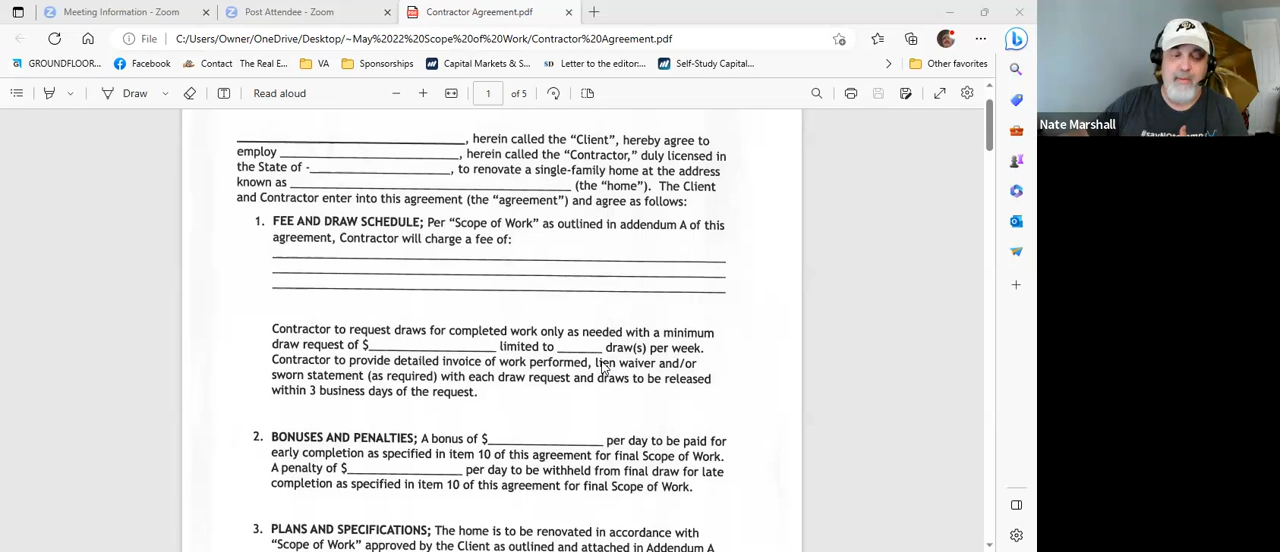 Meeting Information - Zoom
Post Attendee - Zoom
Contractor Agreement.pdf
File
C:/Users/Owner/OneDrive/Desktop/~May%2022%20Scope%20of%20Work/Contractor%20Agreement.pdf
GROUNDFLOOR...
Facebook
Contact
The Real E...
VA
Sponsorships
Capital Markets & S...
Letter to the editor:...
Self-Study Capital...
Other favorites
Draw
Read aloud
1
of 5
Nate Marshall
____________________, herein called the “Client”, hereby agree to
employ ____________________, herein called the “Contractor,” duly licensed in
the State of -____________________, to renovate a single-family home at the address
known as ____________________ (the “home”). The Client
and Contractor enter into this agreement (the “agreement”) and agree as follows:
1. FEE AND DRAW SCHEDULE; Per “Scope of Work” as outlined in addendum A of this
agreement, Contractor will charge a fee of:
Contractor to request draws for completed work only as needed with a minimum
draw request of $____________________ limited to ______ draw(s) per week.
Contractor to provide detailed invoice of work performed, lien waiver and/or
sworn statement (as required) with each draw request and draws to be released
within 3 business days of the request.
2. BONUSES AND PENALTIES; A bonus of $____________________ per day to be paid for
early completion as specified in item 10 of this agreement for final Scope of Work.
A penalty of $____________________ per day to be withheld from final draw for late
completion as specified in item 10 of this agreement for final Scope of Work.
3. PLANS AND SPECIFICATIONS; The home is to be renovated in accordance with
“Scope of Work” approved by the Client as outlined and attached in Addendum A